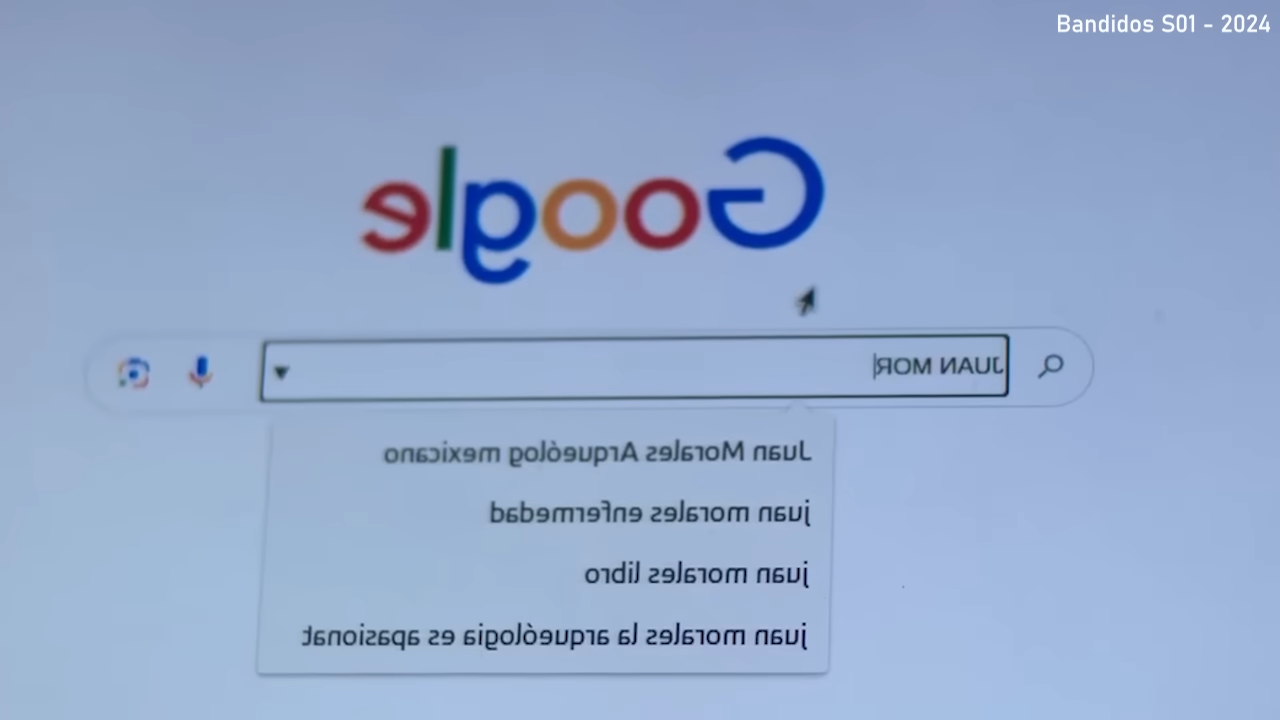 Bandidos S01 - 2024
Google
JUAN MOR
Juan Morales Arqueòlog mexicano
juan morales enfermedad
juan morales libro
juan morales la arqueòlogia es apasionat